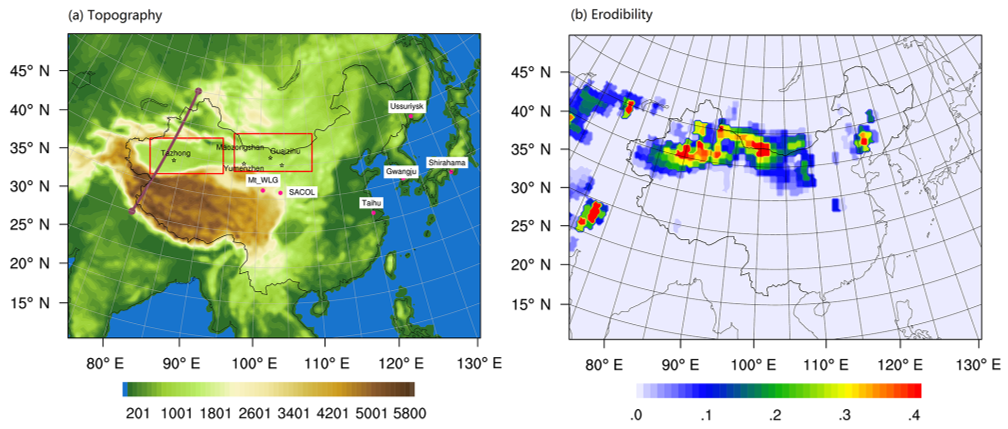 (a) Topography
(b) Erodibility
45° N
40° N
35° N
30° N
25° N
20° N
15° N
80° E
90° E
100° E
110° E
120° E
130° E
Ussuriysk
Tazhong
Maozongshan
Guaizihu
Yumenzhen
Mt_WLG
SACOL
Gwangju
Shirahama
Taihu
201 1001 1801 2601 3401 4201 5001 5800
45° N
40° N
35° N
30° N
25° N
20° N
15° N
80° E
90° E
100° E
110° E
120° E
130° E
.0 .1 .2 .3 .4